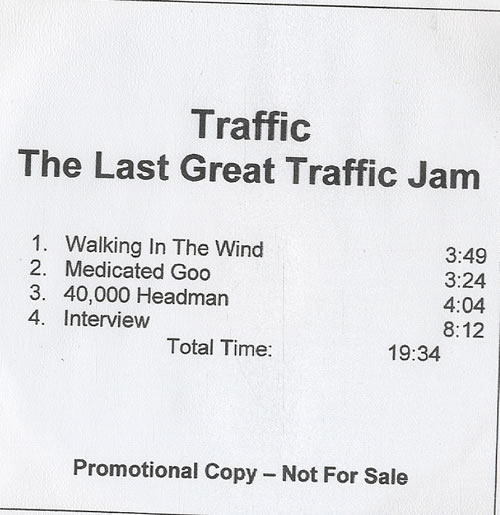 Traffic
The Last Great Traffic Jam
1. Walking In The Wind 3:49
2. Medicated Goo 3:24
3. 40,000 Headman 4:04
4. Interview 8:12
Total Time: 19:34
Promotional Copy – Not For Sale